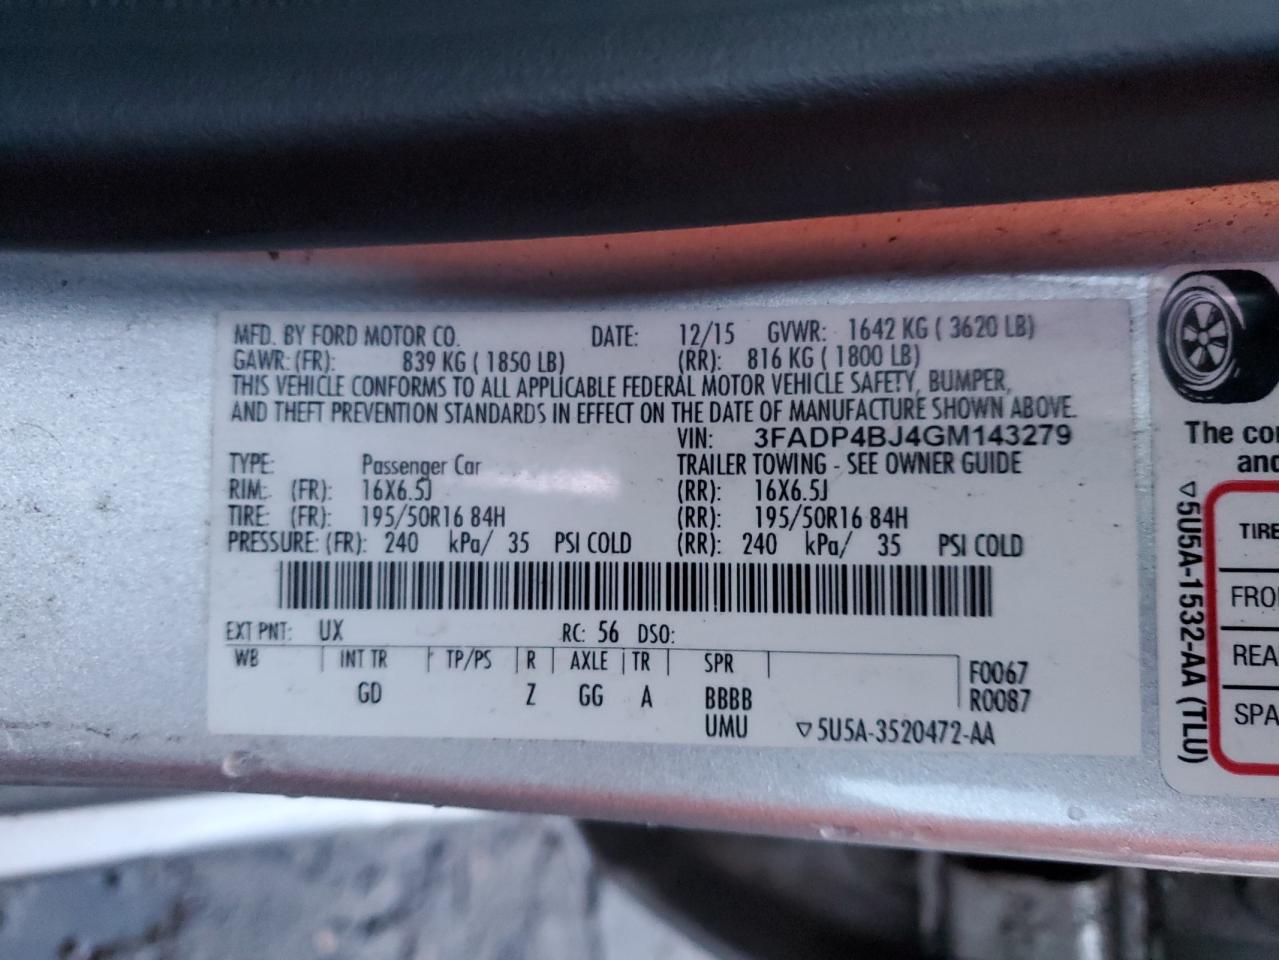 MFD. BY FORD MOTOR CO. DATE: 12/15 GVWR: 1642 KG ( 3620 LB)
GAWR: (FR): 839 KG ( 1850 LB) (RR): 816 KG ( 1800 LB)
THIS VEHICLE CONFORMS TO ALL APPLICABLE FEDERAL MOTOR VEHICLE SAFETY, BUMPER,
AND THEFT PREVENTION STANDARDS IN EFFECT ON THE DATE OF MANUFACTURE SHOWN ABOVE.
VIN: 3FADP4BJ4GM143279
TYPE: Passenger Car TRAILER TOWING - SEE OWNER GUIDE
RIM: (FR): 16X6.5J (RR): 16X6.5J
TIRE: (FR): 195/50R16 84H (RR): 195/50R16 84H
PRESSURE: (FR): 240 kPa/ 35 PSI COLD (RR): 240 kPa/ 35 PSI COLD
EXT PNT: UX RC: 56 DSO:
WB INT TR TP/PS R AXLE TR SPR F0067
GD Z GG A BBBB R0087
UMU ▽5U5A-3520472-AA
The co
and
▽5U5A-1532-AA (TLU)
TIRE
FRO
REA
SPA